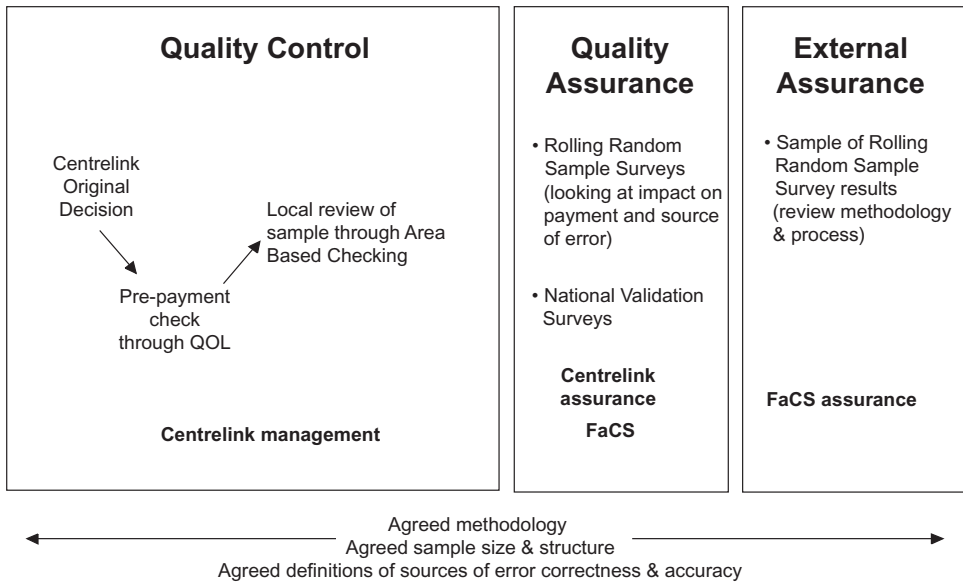 Quality Control
Centrelink
Original
Decision
Pre-payment
check
through QOL
Local review of
sample through Area
Based Checking
Centrelink management
Quality
Assurance
• Rolling Random
Sample Surveys
(looking at impact on
payment and source
of error)
• National Validation
Surveys
Centrelink
assurance
FaCS
External
Assurance
• Sample of Rolling
Random Sample
Survey results
(review methodology
& process)
FaCS assurance
Agreed methodology
Agreed sample size & structure
Agreed definitions of sources of error correctness & accuracy